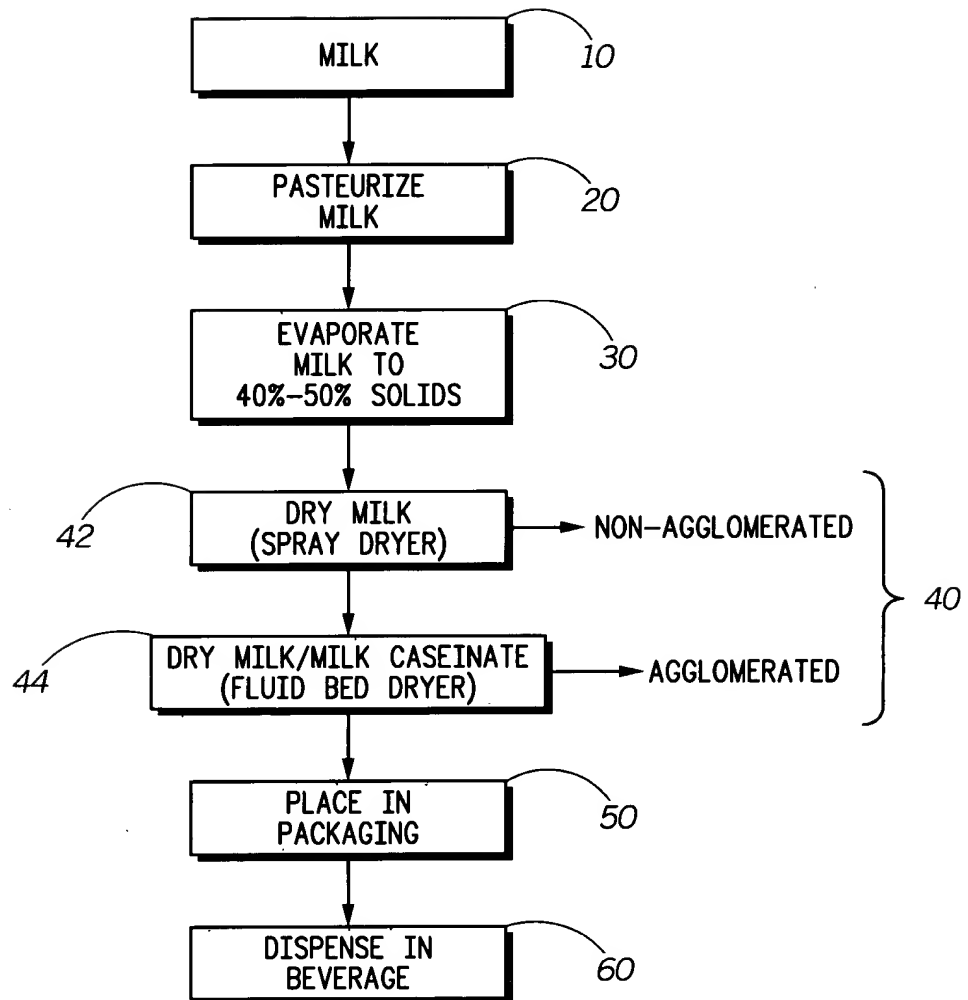 MILK
10
PASTEURIZE
MILK
20
EVAPORATE
MILK TO
40%-50% SOLIDS
30
42
DRY MILK
(SPRAY DRYER)
NON-AGGLOMERATED
40
44
DRY MILK/MILK CASEINATE
(FLUID BED DRYER)
AGGLOMERATED
PLACE IN
PACKAGING
50
DISPENSE IN
BEVERAGE
60